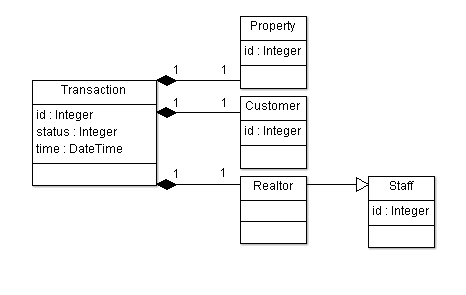 Property
id : Integer
1 1
Transaction
id : Integer
status : Integer
time : DateTime
1 1
Customer
id : Integer
1 1
Realtor
Staff
id : Integer